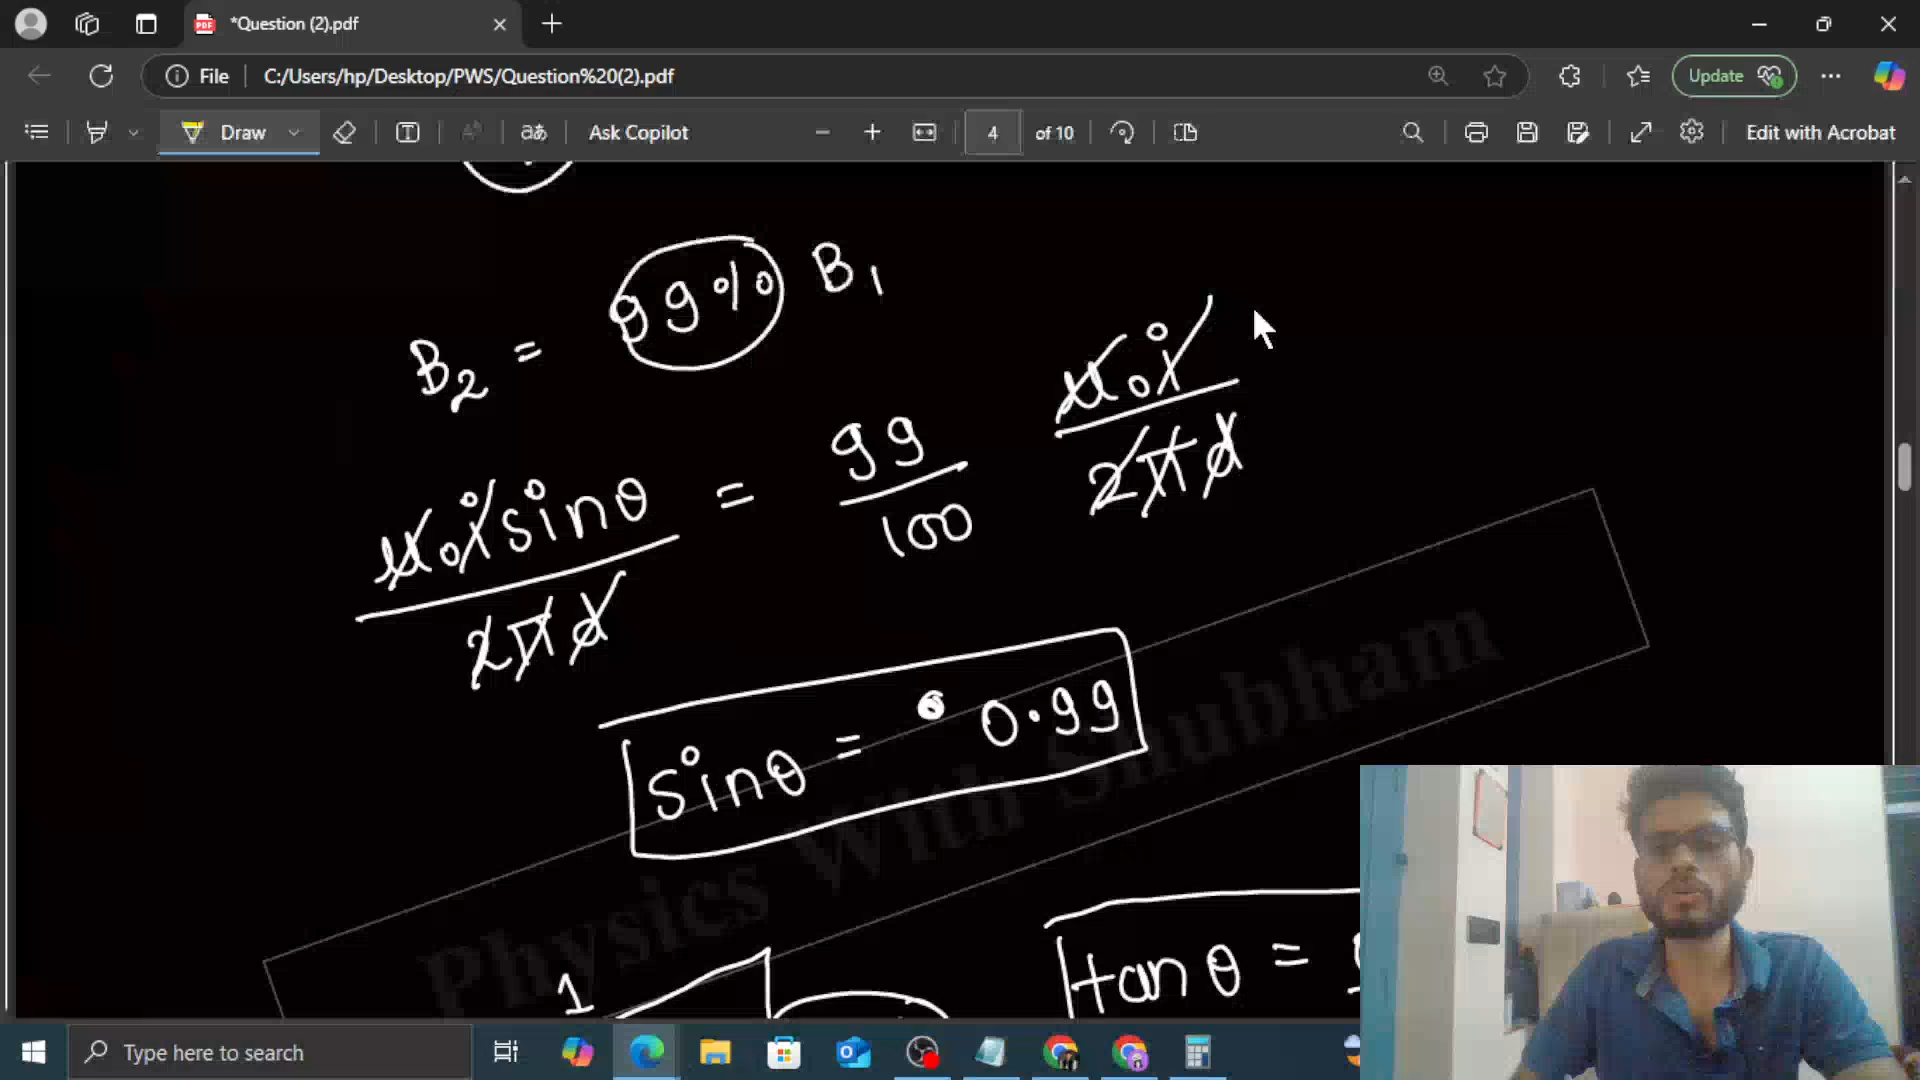 *Question (2).pdf
File
C:/Users/hp/Desktop/PWS/Question%20(2).pdf
Update
Draw
Ask Copilot
4 of 10
Edit with Acrobat
B₂ = 99% B₁
μ₀i sinθ / 2πd = 99/100 μ₀i / 2πd
sinθ = 0.99
Physics With Shubham
1
tanθ =
Type here to search